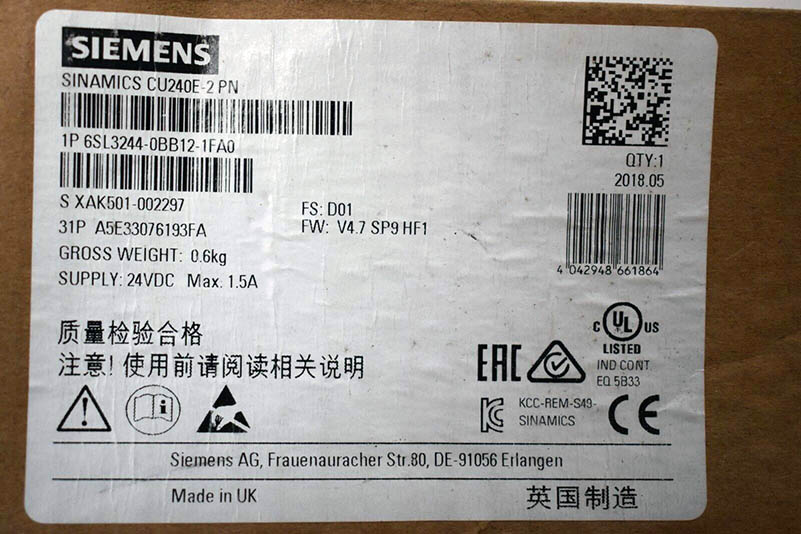 SIEMENS
SINAMICS CU240E-2 PN
1P 6SL3244-0BB12-1FA0
S XAK501-002297
31P A5E33076193FA
FS: D01
FW: V4.7 SP9 HF1
GROSS WEIGHT: 0.6kg
SUPPLY: 24VDC Max. 1.5A
QTY:1
2018.05
4 042948 661864
质量检验合格
注意! 使用前请阅读相关说明
C UL US
LISTED
IND CONT
EQ 5B33
EAC
KCC-REM-S49-
SINAMICS
CE
Siemens AG, Frauenauracher Str.80, DE-91056 Erlangen
Made in UK
英国制造